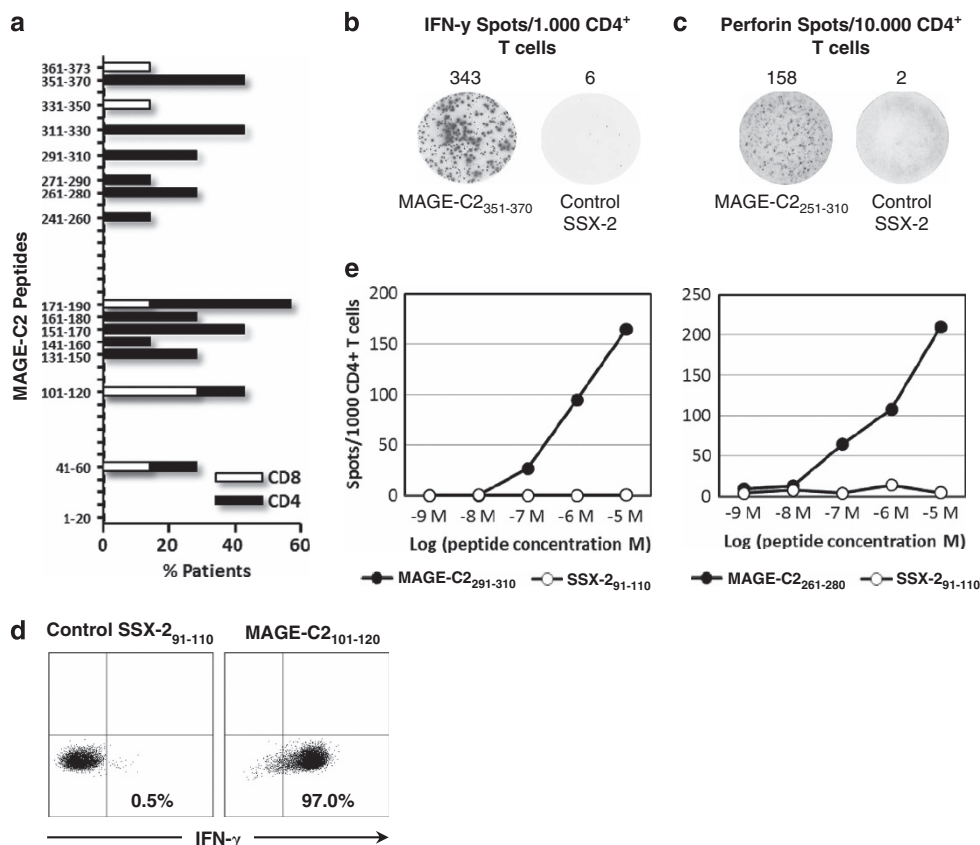 a
MAGE-C2 Peptides
361-373
351-370
331-350
311-330
291-310
271-290
261-280
241-260
171-190
161-180
151-170
141-160
131-150
101-120
41-60
1-20
CD8
CD4
0 20 40 60
% Patients
b
IFN-y Spots/1.000 CD4+
T cells
343 6
MAGE-C2351-370 Control
SSX-2
c
Perforin Spots/10.000 CD4+
T cells
158 2
MAGE-C2251-310 Control
SSX-2
e
Spots/1000 CD4+ T cells
200
150
100
50
0
-9 M -8 M -7 M -6 M -5 M
Log (peptide concentration M)
MAGE-C2291-310 SSX-291-110
250
200
150
100
50
0
-9 M -8 M -7 M -6 M -5 M
Log (peptide concentration M)
MAGE-C2261-280 SSX-291-110
d
Control SSX-291-110 MAGE-C2101-120
0.5% 97.0%
IFN-γ